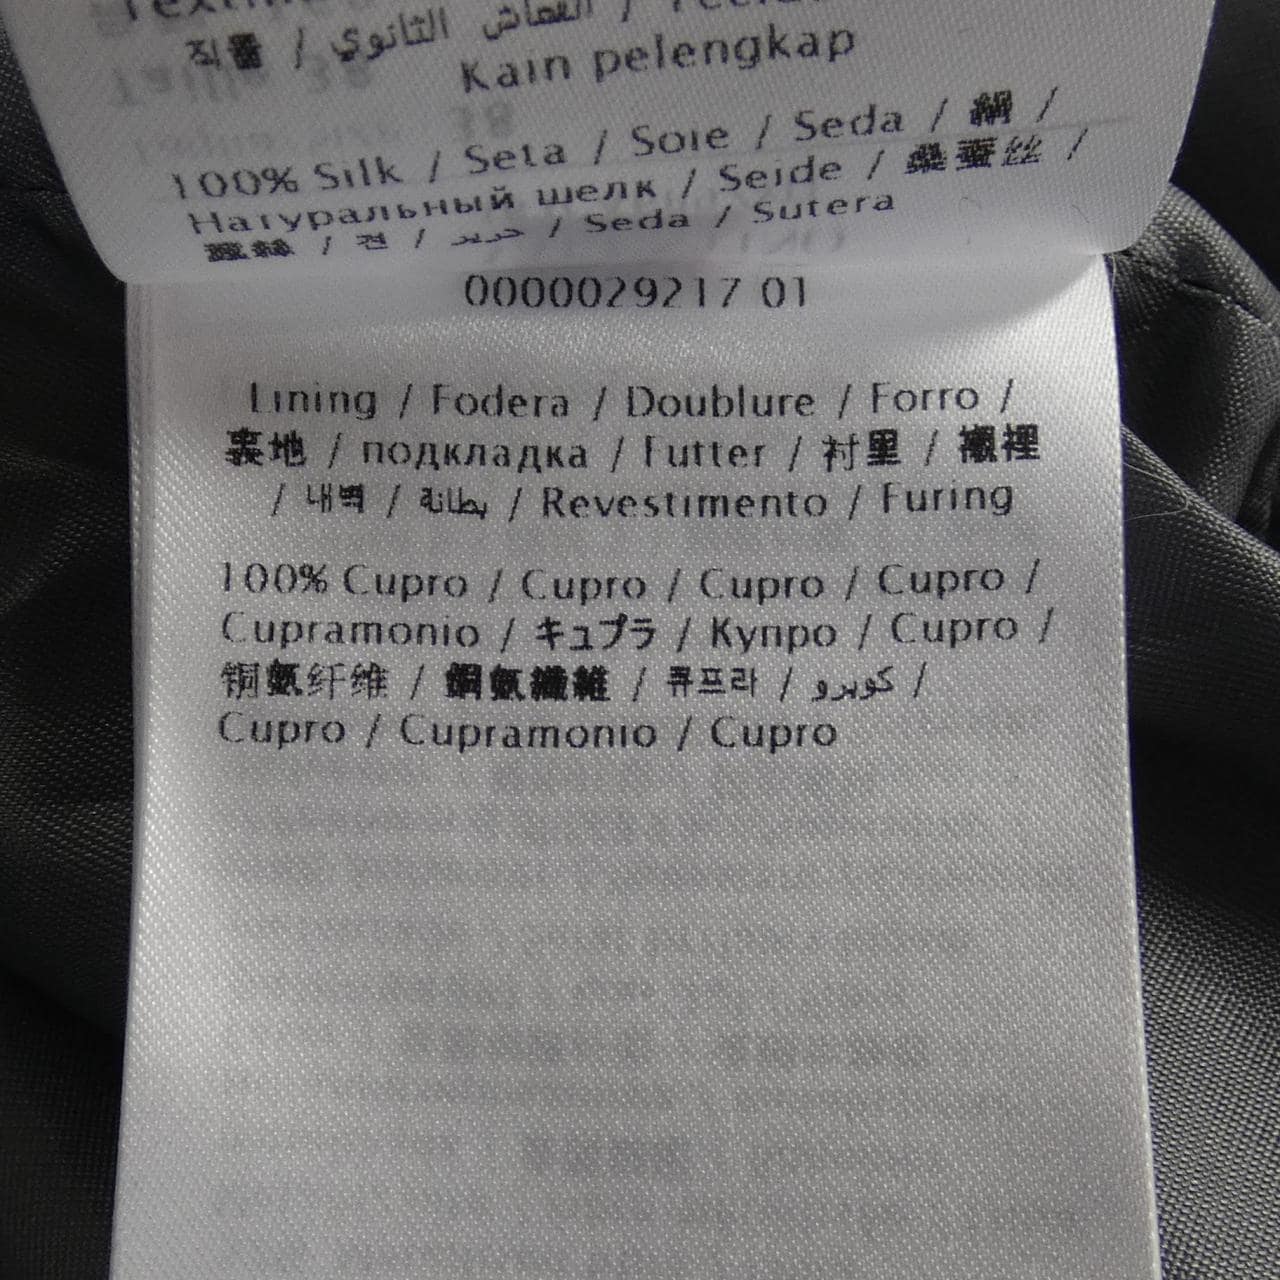 직물 / القماش الثانوي /
Kain pelengkap
100% Silk / Seta / Soie / Seda / 絹 /
Натуральный шелк / Seide / 桑蚕丝 /
蠶絲 / 견 / حرير / Seda / Sutera
0000029217 01
Lining / Fodera / Doublure / Forro /
裏地 / подкладка / Futter / 衬里 / 襯裡
/ 내벽 / بطانة / Revestimento / Furing
100% Cupro / Cupro / Cupro / Cupro /
Cupramonio / キュプラ / Купро / Cupro /
铜氨纤维 / 銅氨纖維 / 큐프라 / كوبرو /
Cupro / Cupramonio / Cupro